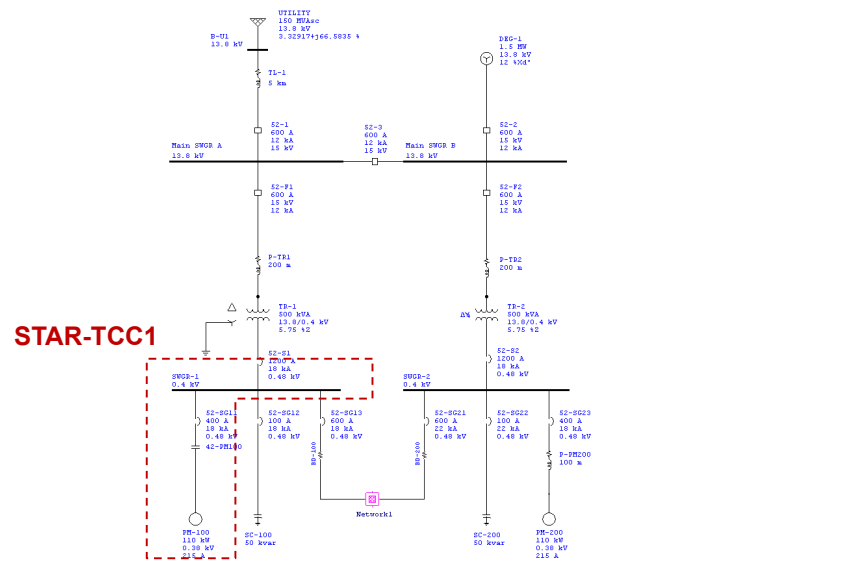 UTILITY
150 MVAsc
13.8 kV
3.32917+j66.5835 %
B-U1
13.8 kV
TL-1
5 km
DEG-1
1.5 MW
13.8 kV
12 %Xd"
52-1
600 A
12 kA
15 kV
52-3
600 A
12 kA
15 kV
52-2
600 A
15 kV
12 kA
Main SWGR A
13.8 kV
Main SWGR B
13.8 kV
52-F1
600 A
15 kV
12 kA
52-F2
600 A
15 kV
12 kA
P-TR1
200 m
P-TR2
200 m
TR-1
500 kVA
13.8/0.4 kV
5.75 %Z
TR-2
500 kVA
13.8/0.4 kV
5.75 %Z
STAR-TCC1
52-S1
1200 A
18 kA
0.48 kV
52-S2
1200 A
18 kA
0.48 kV
SWGR-1
0.4 kV
SWGR-2
0.4 kV
52-SG11
400 A
18 kA
0.48 kV
42-PM100
52-SG12
100 A
18 kA
0.48 kV
52-SG13
600 A
18 kA
0.48 kV
BD-100
52-SG21
600 A
22 kA
0.48 kV
BD-200
52-SG22
100 A
22 kA
0.48 kV
52-SG23
400 A
18 kA
0.48 kV
P-PM200
100 m
Network1
PM-100
110 kW
0.38 kV
215 A
SC-100
50 kvar
SC-200
50 kvar
PM-200
110 kW
0.38 kV
215 A